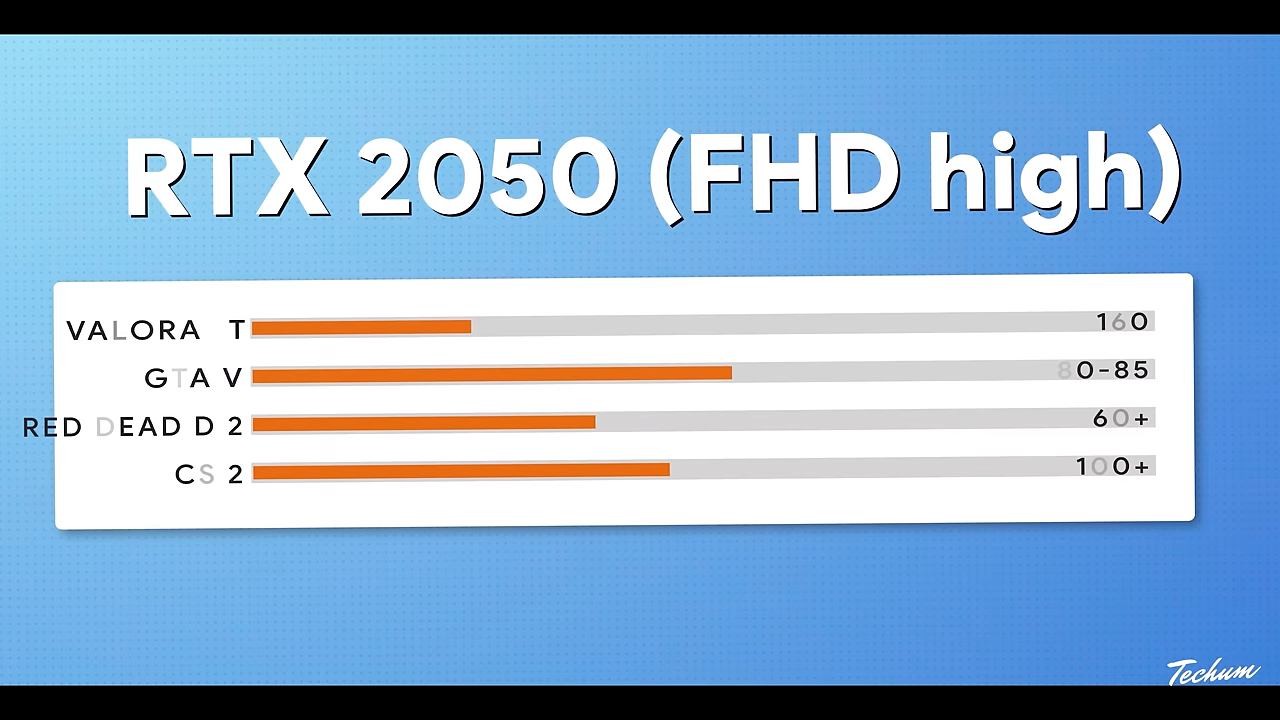 RTX 2050 (FHD high)
VALORA T 160
GTA V 80-85
RED DEAD D 2 60+
CS 2 100+
Techum